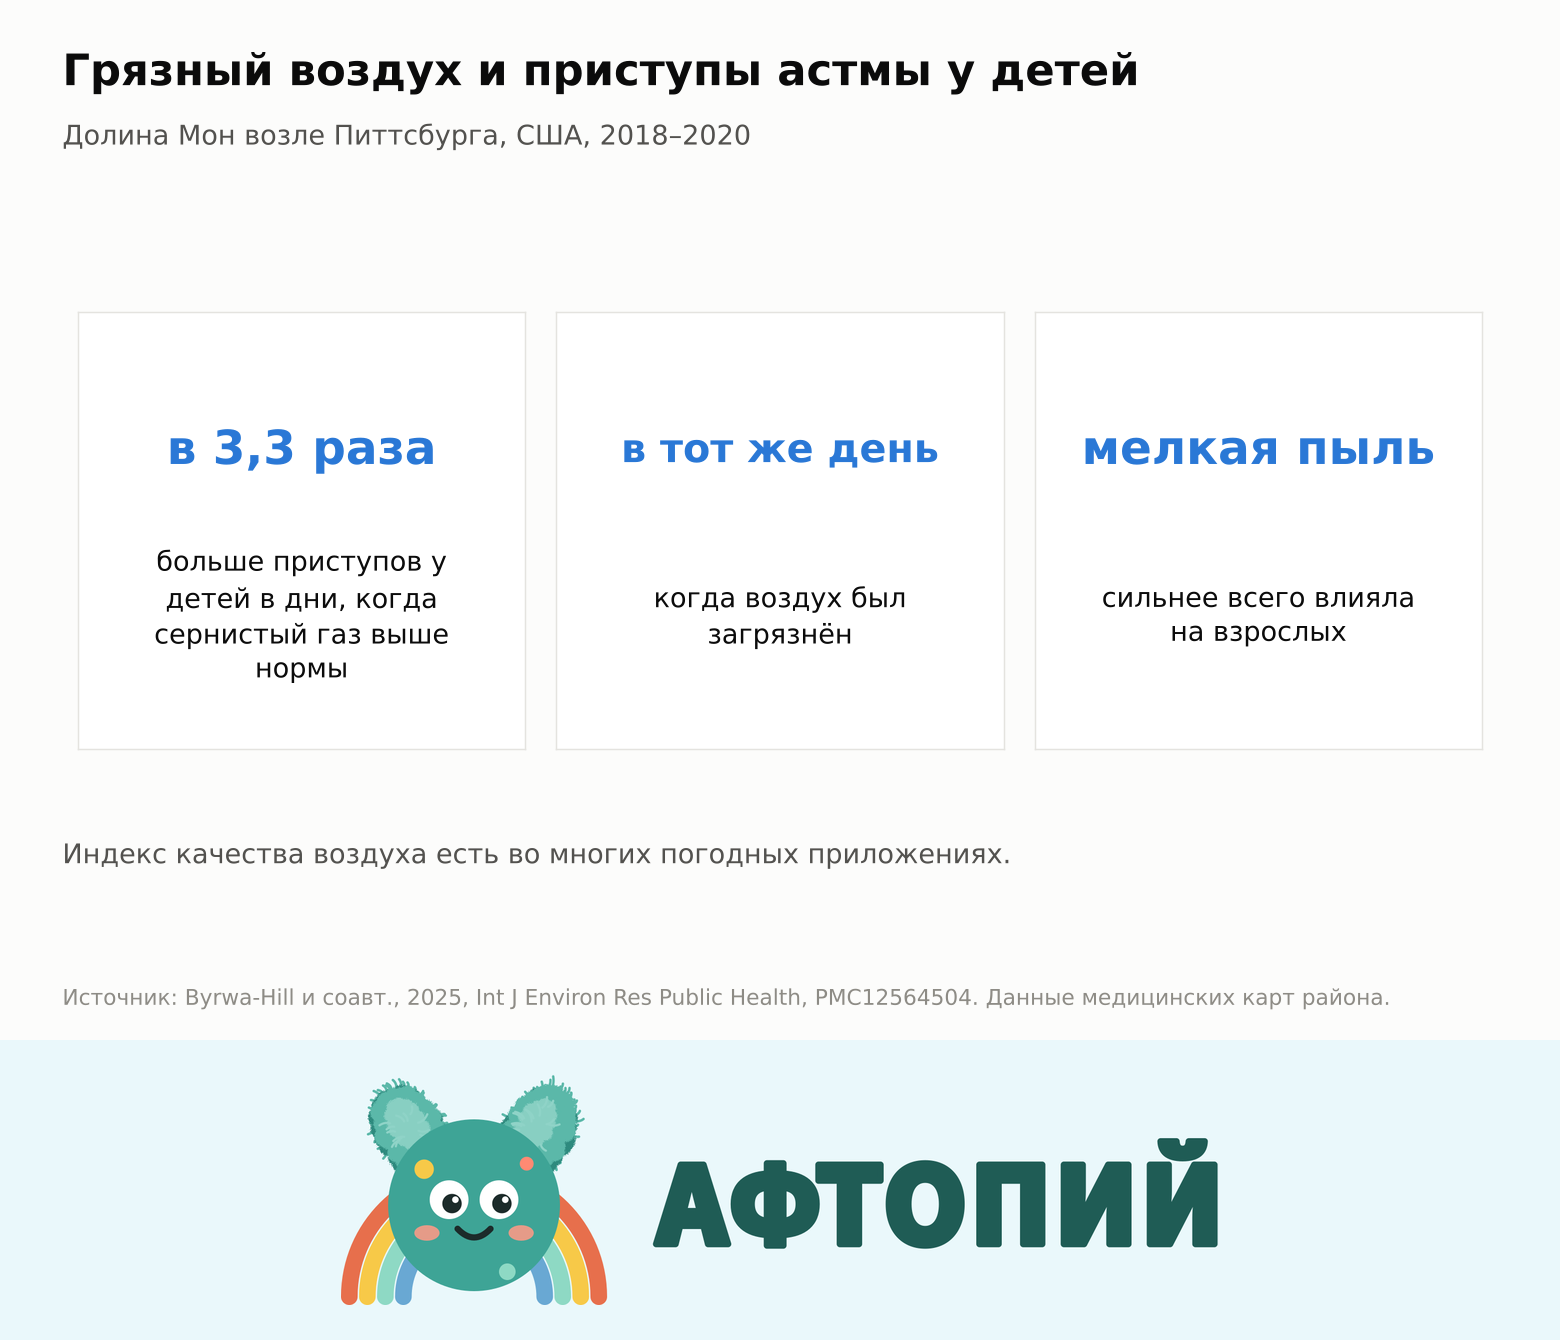 Грязный воздух и приступы астмы у детей
Долина Мон возле Питтсбурга, США, 2018–2020
в 3,3 раза
больше приступов у
детей в дни, когда
сернистый газ выше
нормы
в тот же день
когда воздух был
загрязнён
мелкая пыль
сильнее всего влияла
на взрослых
Индекс качества воздуха есть во многих погодных приложениях.
Источник: Byrwa-Hill и соавт., 2025, Int J Environ Res Public Health, PMC12564504. Данные медицинских карт района.
АФТОПИЙ